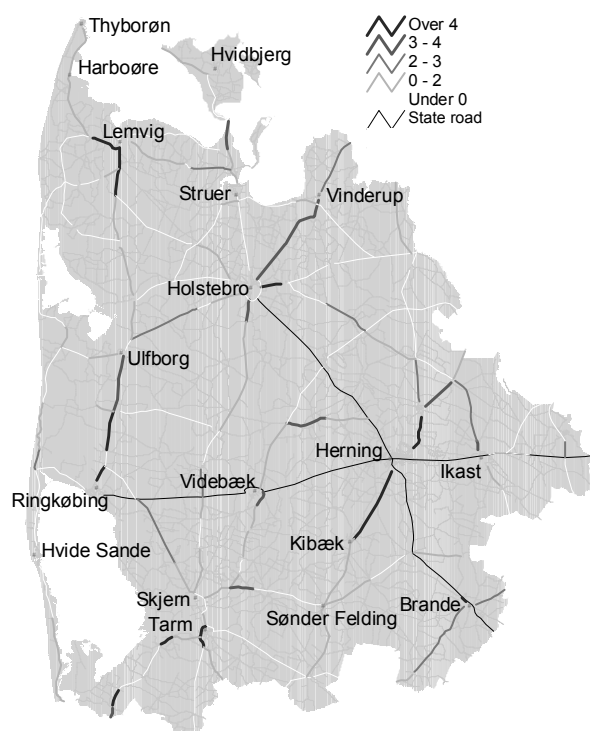 Thyborøn
Harboøre
Hvidbjerg
Over 4
3 - 4
2 - 3
0 - 2
Under 0
State road
Lemvig
Struer
Vinderup
Holstebro
Ulfborg
Herning
Ikast
Videbæk
Ringkøbing
Hvide Sande
Kibæk
Skjern
Tarm
Sønder Felding
Brande